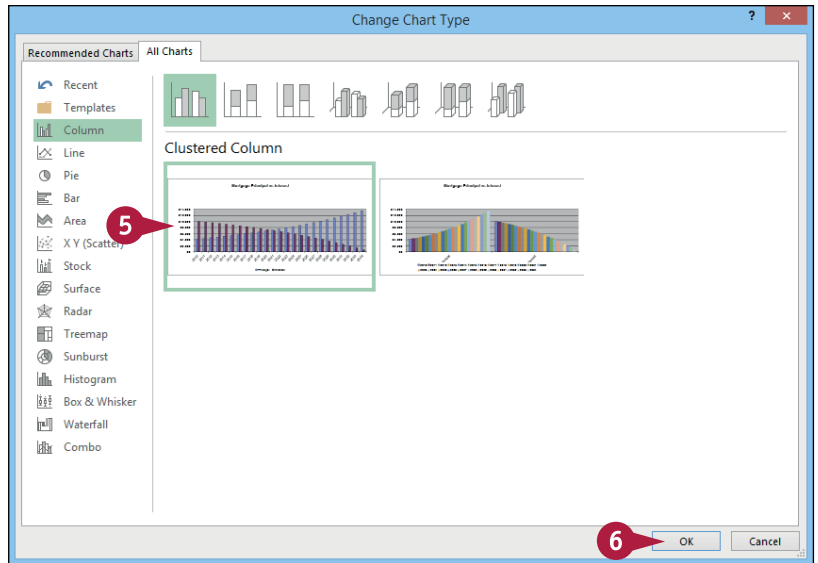 Change Chart Type
?
Recommended Charts
All Charts
Recent
Templates
Column
Line
Pie
Bar
Area
X Y (Scatter)
Stock
Surface
Radar
Treemap
Sunburst
Histogram
Box & Whisker
Waterfall
Combo
Clustered Column
5
6
OK
Cancel